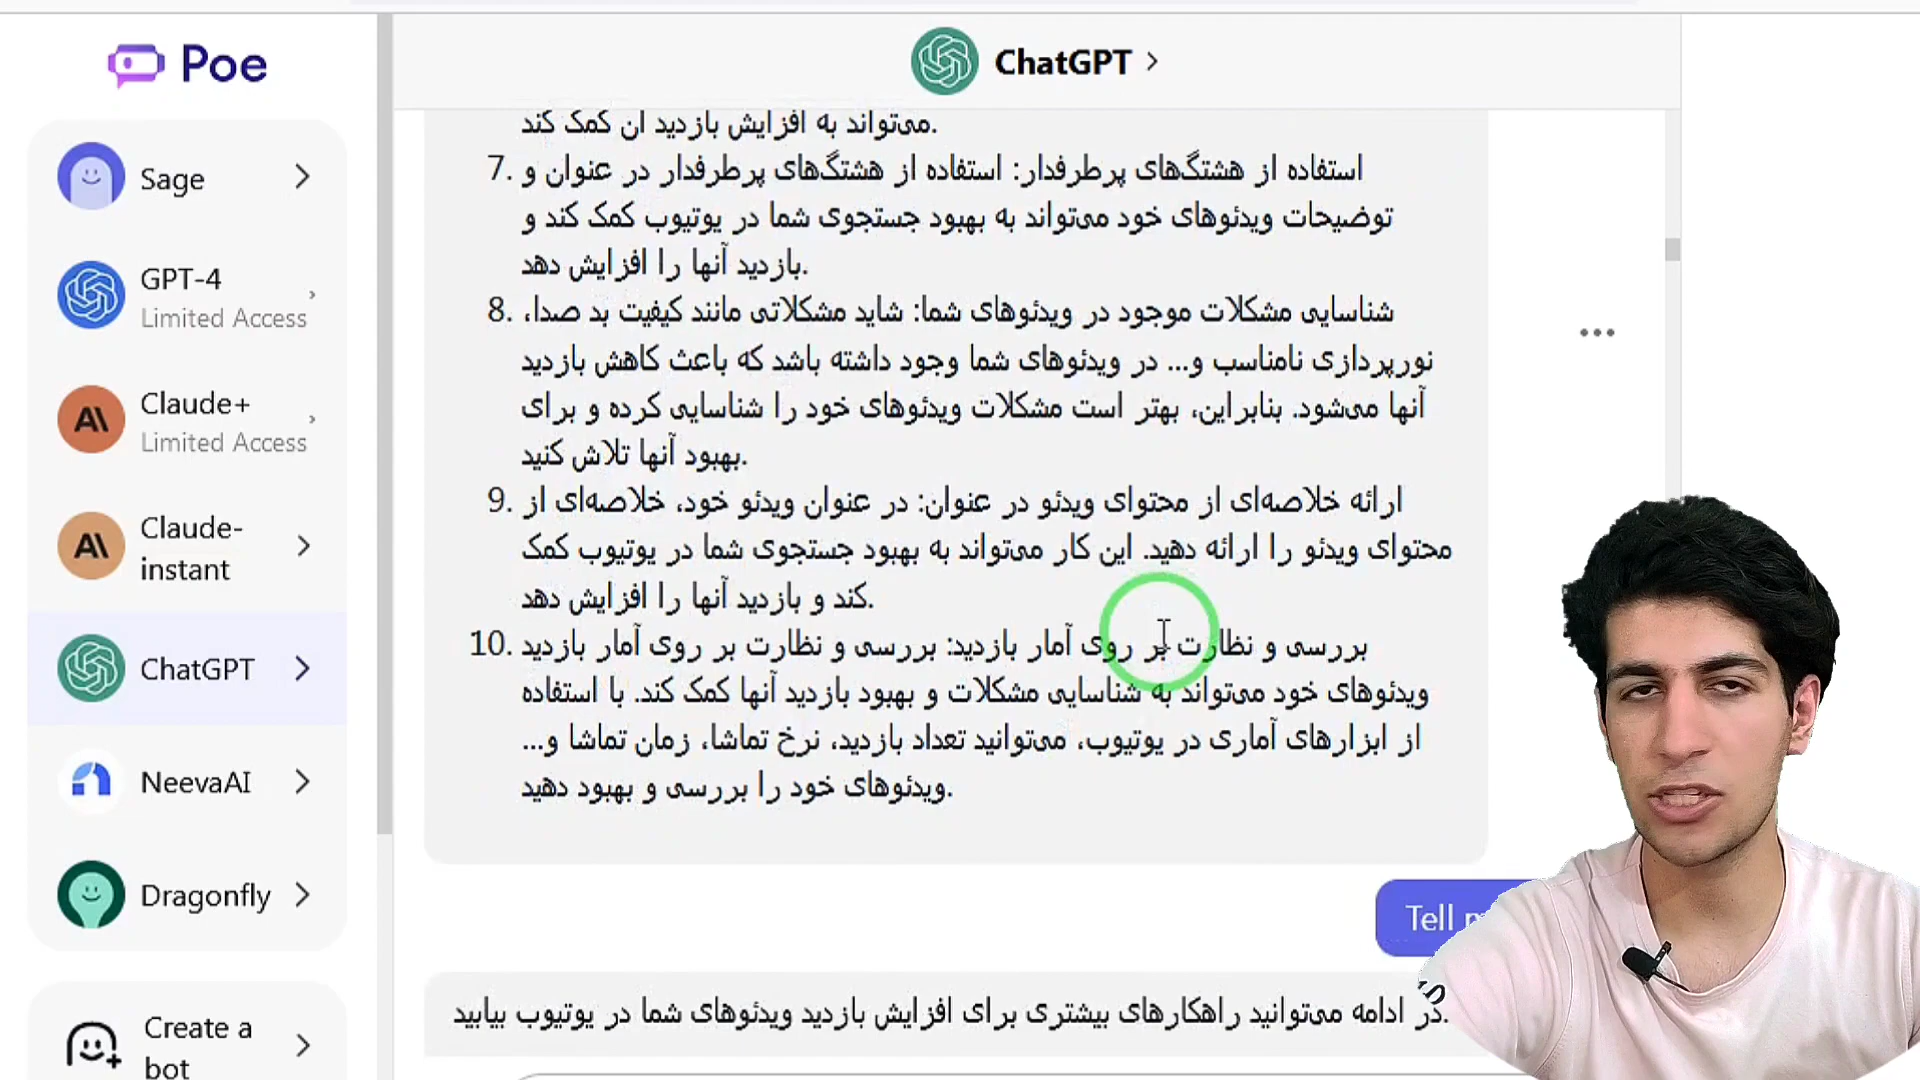 Poe
Sage
GPT-4
Limited Access
Claude+
Limited Access
Claude-
instant
ChatGPT
NeevaAI
Dragonfly
Create a
bot
ChatGPT
می‌تواند به افزایش بازدید آن کمک کند.
7. استفاده از هشتگ‌های پرطرفدار: استفاده از هشتگ‌های پرطرفدار در عنوان و
توضیحات ویدئوهای خود می‌تواند به بهبود جستجوی شما در یوتیوب کمک کند و
بازدید آنها را افزایش دهد.
8. شناسایی مشکلات موجود در ویدئوهای شما: شاید مشکلاتی مانند کیفیت بد صدا،
نورپردازی نامناسب و... در ویدئوهای شما وجود داشته باشد که باعث کاهش بازدید
آنها می‌شود. بنابراین، بهتر است مشکلات ویدئوهای خود را شناسایی کرده و برای
بهبود آنها تلاش کنید.
9. ارائه خلاصه‌ای از محتوای ویدئو در عنوان: در عنوان ویدئو خود، خلاصه‌ای از
محتوای ویدئو را ارائه دهید. این کار می‌تواند به بهبود جستجوی شما در یوتیوب کمک
کند و بازدید آنها را افزایش دهد.
10. بررسی و نظارت بر روی آمار بازدید: بررسی و نظارت بر روی آمار بازدید
ویدئوهای خود می‌تواند به شناسایی مشکلات و بهبود بازدید آنها کمک کند. با استفاده
از ابزارهای آماری در یوتیوب، می‌توانید تعداد بازدید، نرخ تماشا، زمان تماشا و...
ویدئوهای خود را بررسی و بهبود دهید.
Tell
در ادامه می‌توانید راهکارهای بیشتری برای افزایش بازدید ویدئوهای شما در یوتیوب بیابید.